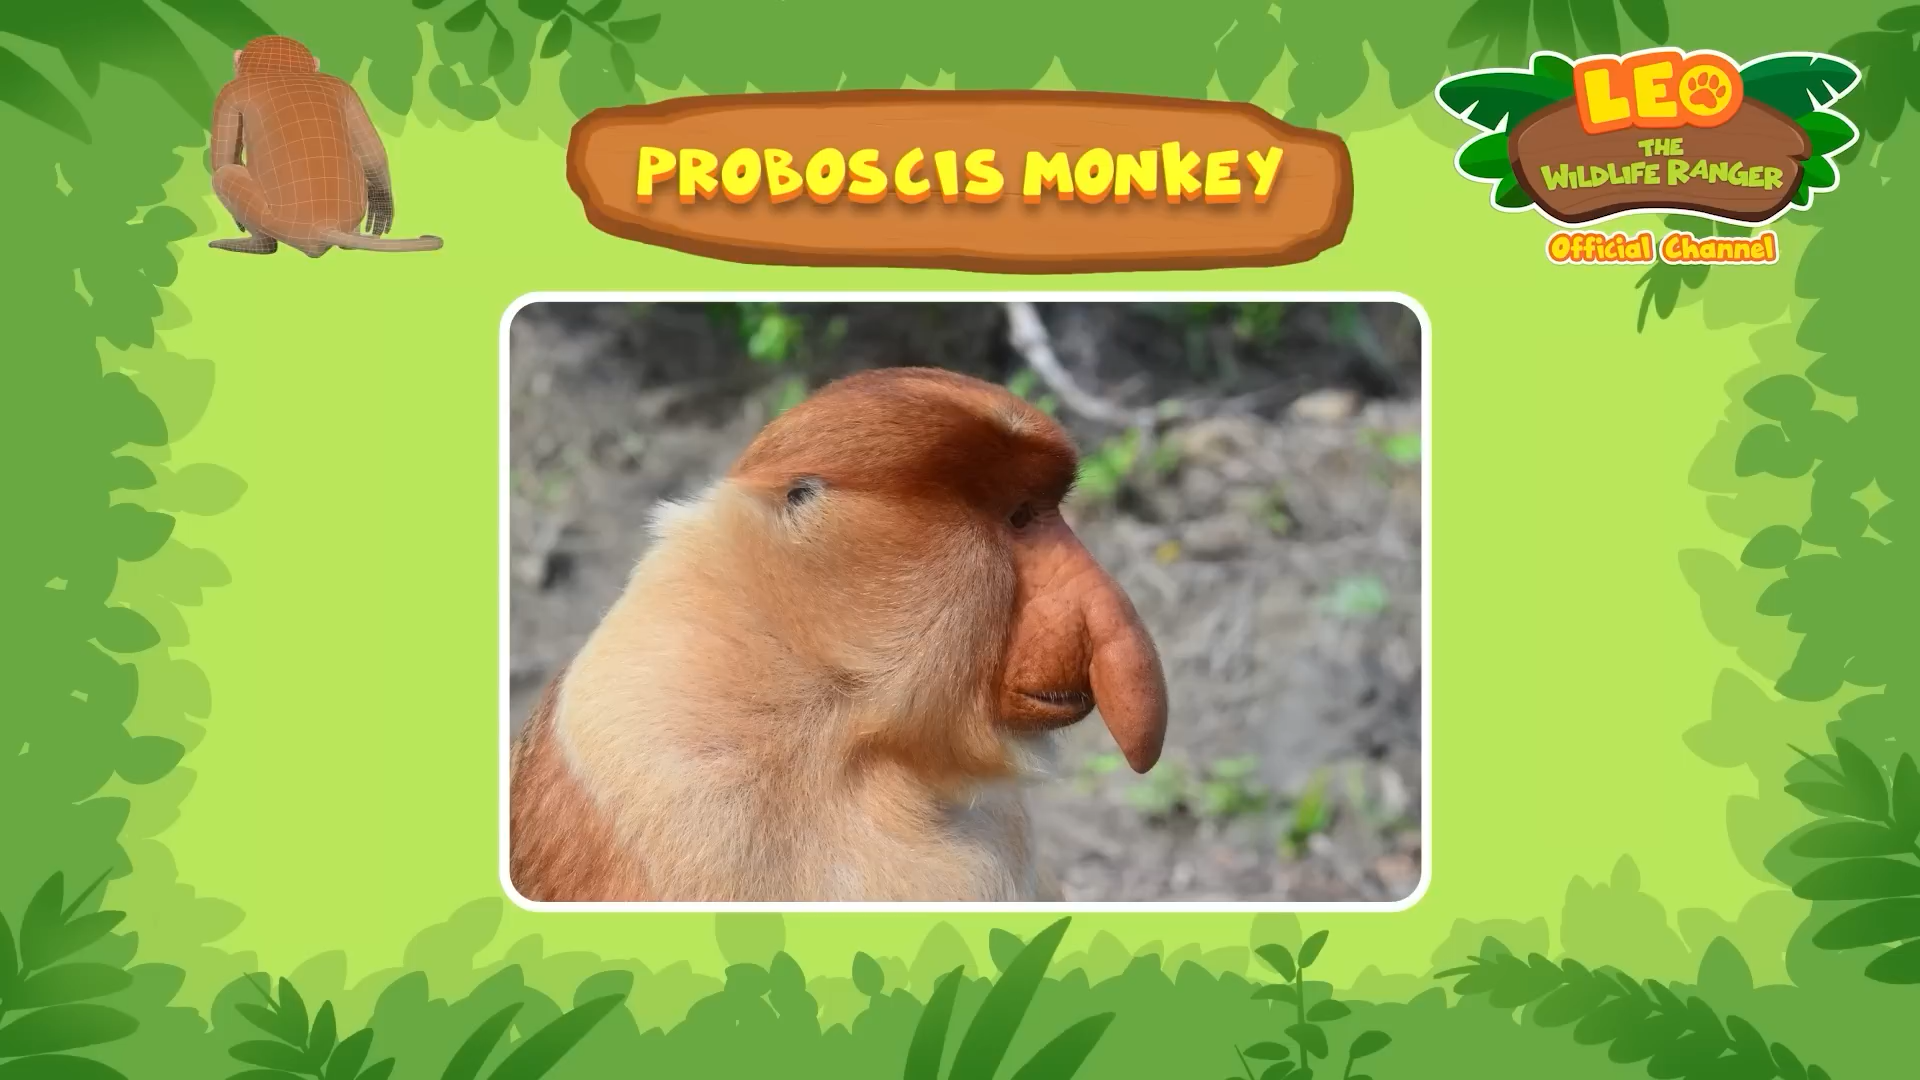 PROBOSCIS MONKEY
LEO
THE
WILDLIFE RANGER
Official Channel